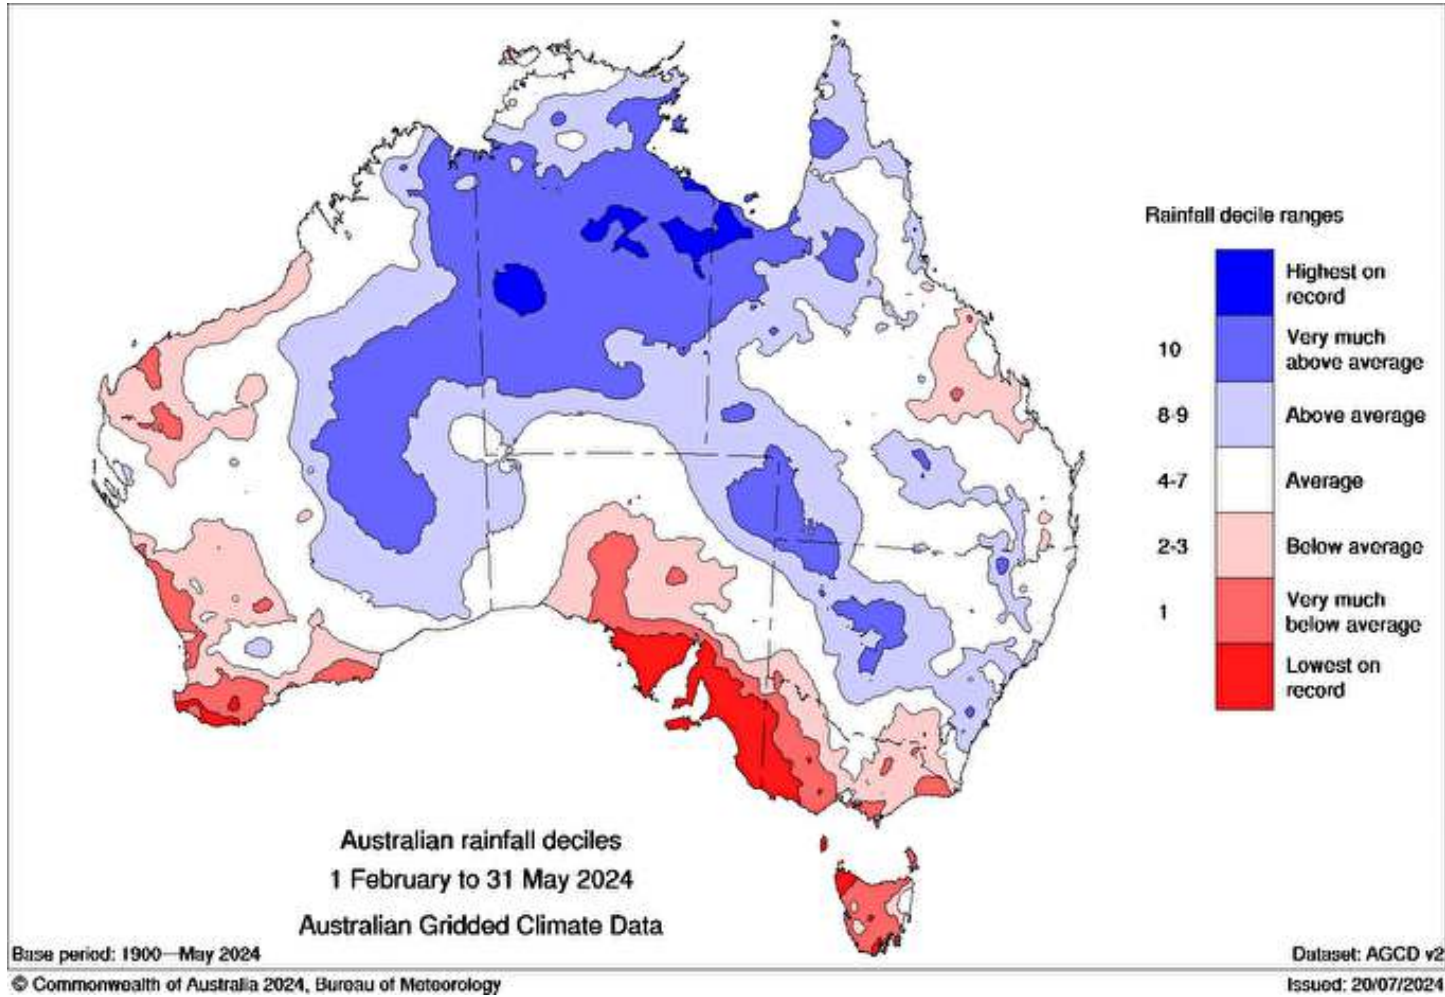 Rainfall decile ranges
Highest on
record
10
Very much
above average
8-9
Above average
4-7
Average
2-3
Below average
1
Very much
below average
Lowest on
record
Australian rainfall deciles
1 February to 31 May 2024
Australian Gridded Climate Data
Base period: 1900—May 2024
Dataset: AGCD v2
© Commonwealth of Australia 2024, Bureau of Meteorology
Issued: 20/07/2024